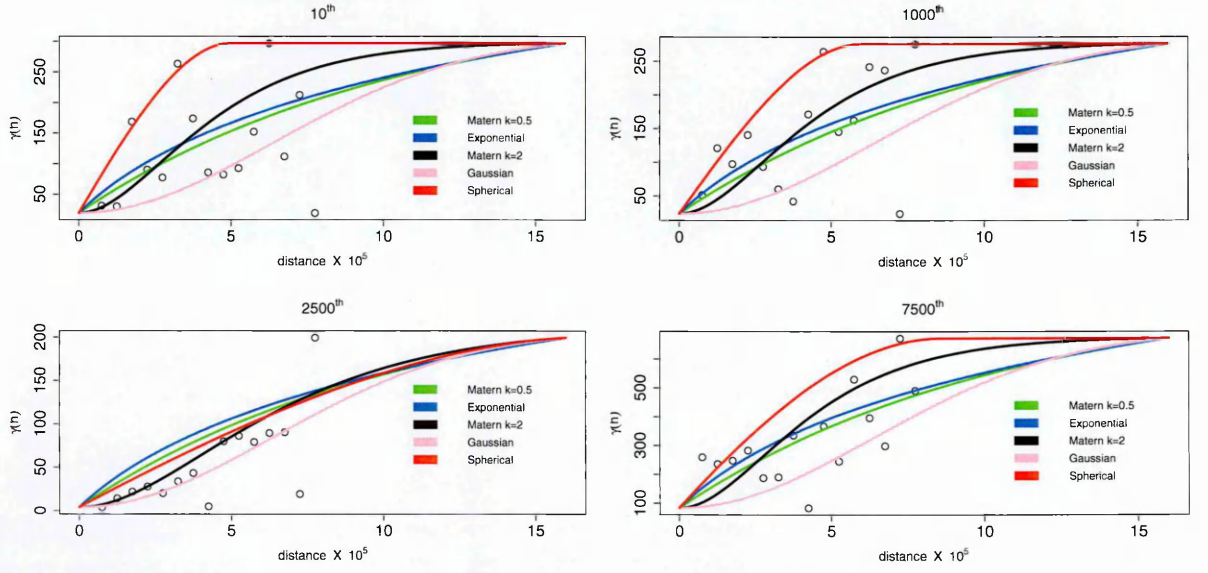 10th
γ(h)
250
150
50
0 5 10 15
distance X 10^5
Matern k=0.5
Exponential
Matern k=2
Gaussian
Spherical
1000th
γ(h)
250
150
50
0 5 10 15
distance X 10^5
Matern k=0.5
Exponential
Matern k=2
Gaussian
Spherical
2500th
γ(h)
200
150
100
50
0
0 5 10 15
distance X 10^5
Matern k=0.5
Exponential
Matern k=2
Gaussian
Spherical
7500th
γ(h)
500
300
100
0 5 10 15
distance X 10^5
Matern k=0.5
Exponential
Matern k=2
Gaussian
Spherical